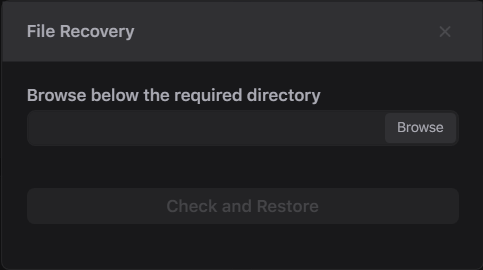 File Recovery
Browse below the required directory
Browse
Check and Restore